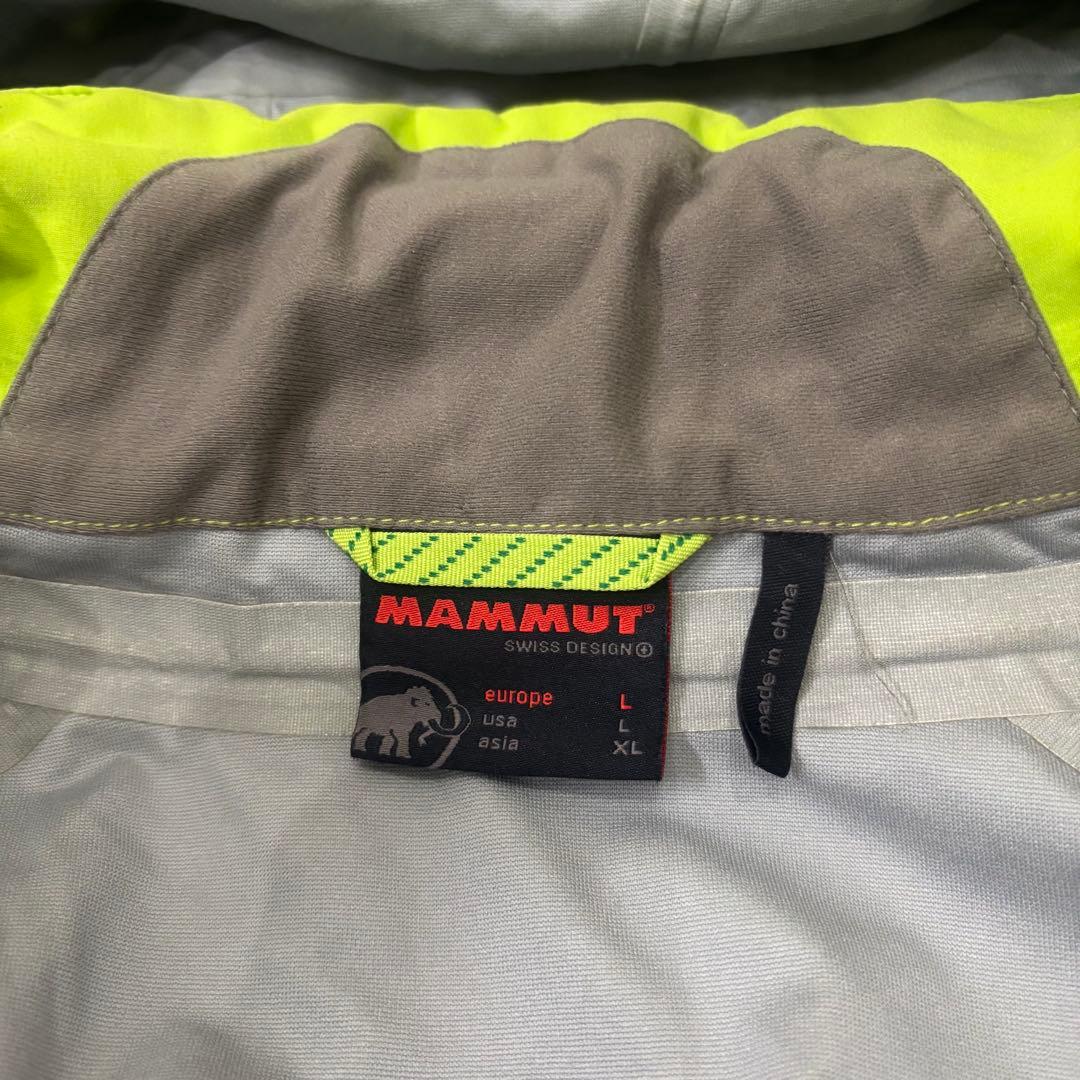 MAMMUT®
SWISS DESIGN
europe L
usa L
asia XL
made in china